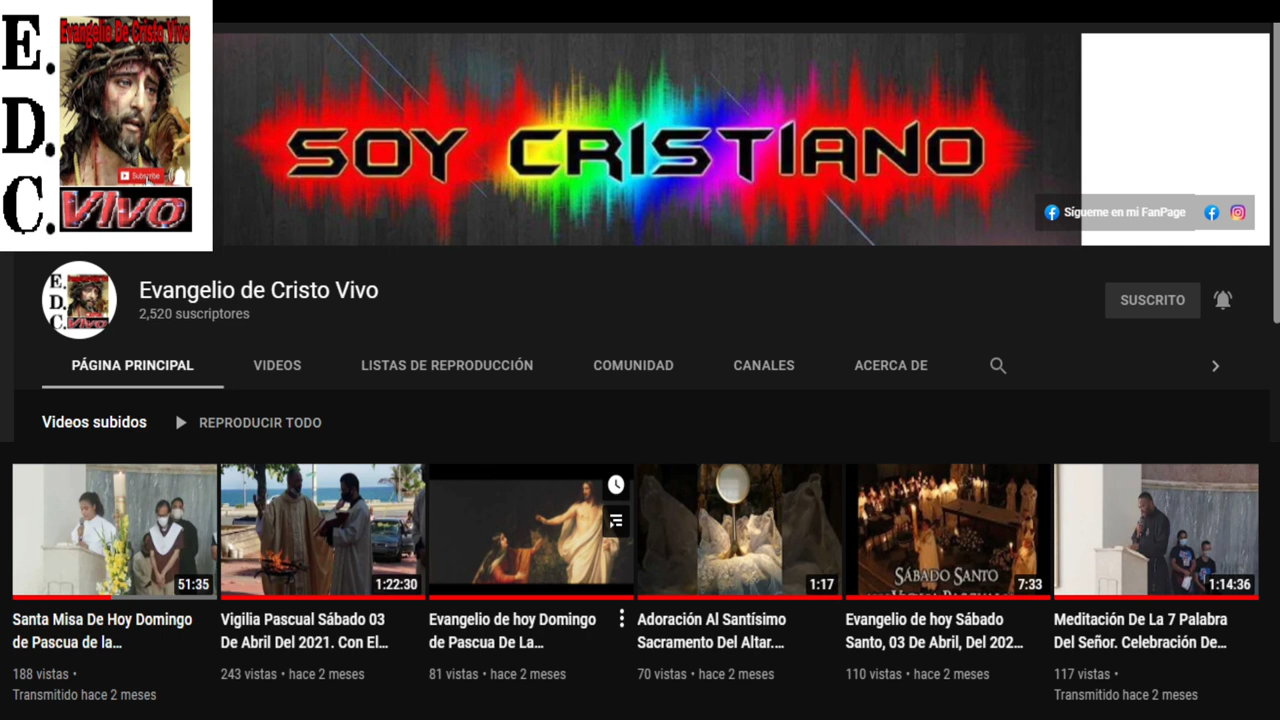 E.
D.
C.
Evangelio De Cristo Vivo
Subscribe
Vivo
SOY CRISTIANO
Sígueme en mi FanPage
Evangelio de Cristo Vivo
2,520 suscriptores
SUSCRITO
PÁGINA PRINCIPAL VIDEOS LISTAS DE REPRODUCCIÓN COMUNIDAD CANALES ACERCA DE
Videos subidos REPRODUCIR TODO
SÁBADO SANTO
51:35 1:22:30 1:17 7:33 1:14:36
Santa Misa De Hoy Domingo
de Pascua de la...
188 vistas •
Transmitido hace 2 meses
Vigilia Pascual Sábado 03
De Abril Del 2021. Con El...
243 vistas • hace 2 meses
Evangelio de hoy Domingo
de Pascua De La...
81 vistas • hace 2 meses
Adoración Al Santísimo
Sacramento Del Altar....
70 vistas • hace 2 meses
Evangelio de hoy Sábado
Santo, 03 De Abril, Del 202...
110 vistas • hace 2 meses
Meditación De La 7 Palabra
Del Señor. Celebración De...
117 vistas •
Transmitido hace 2 meses